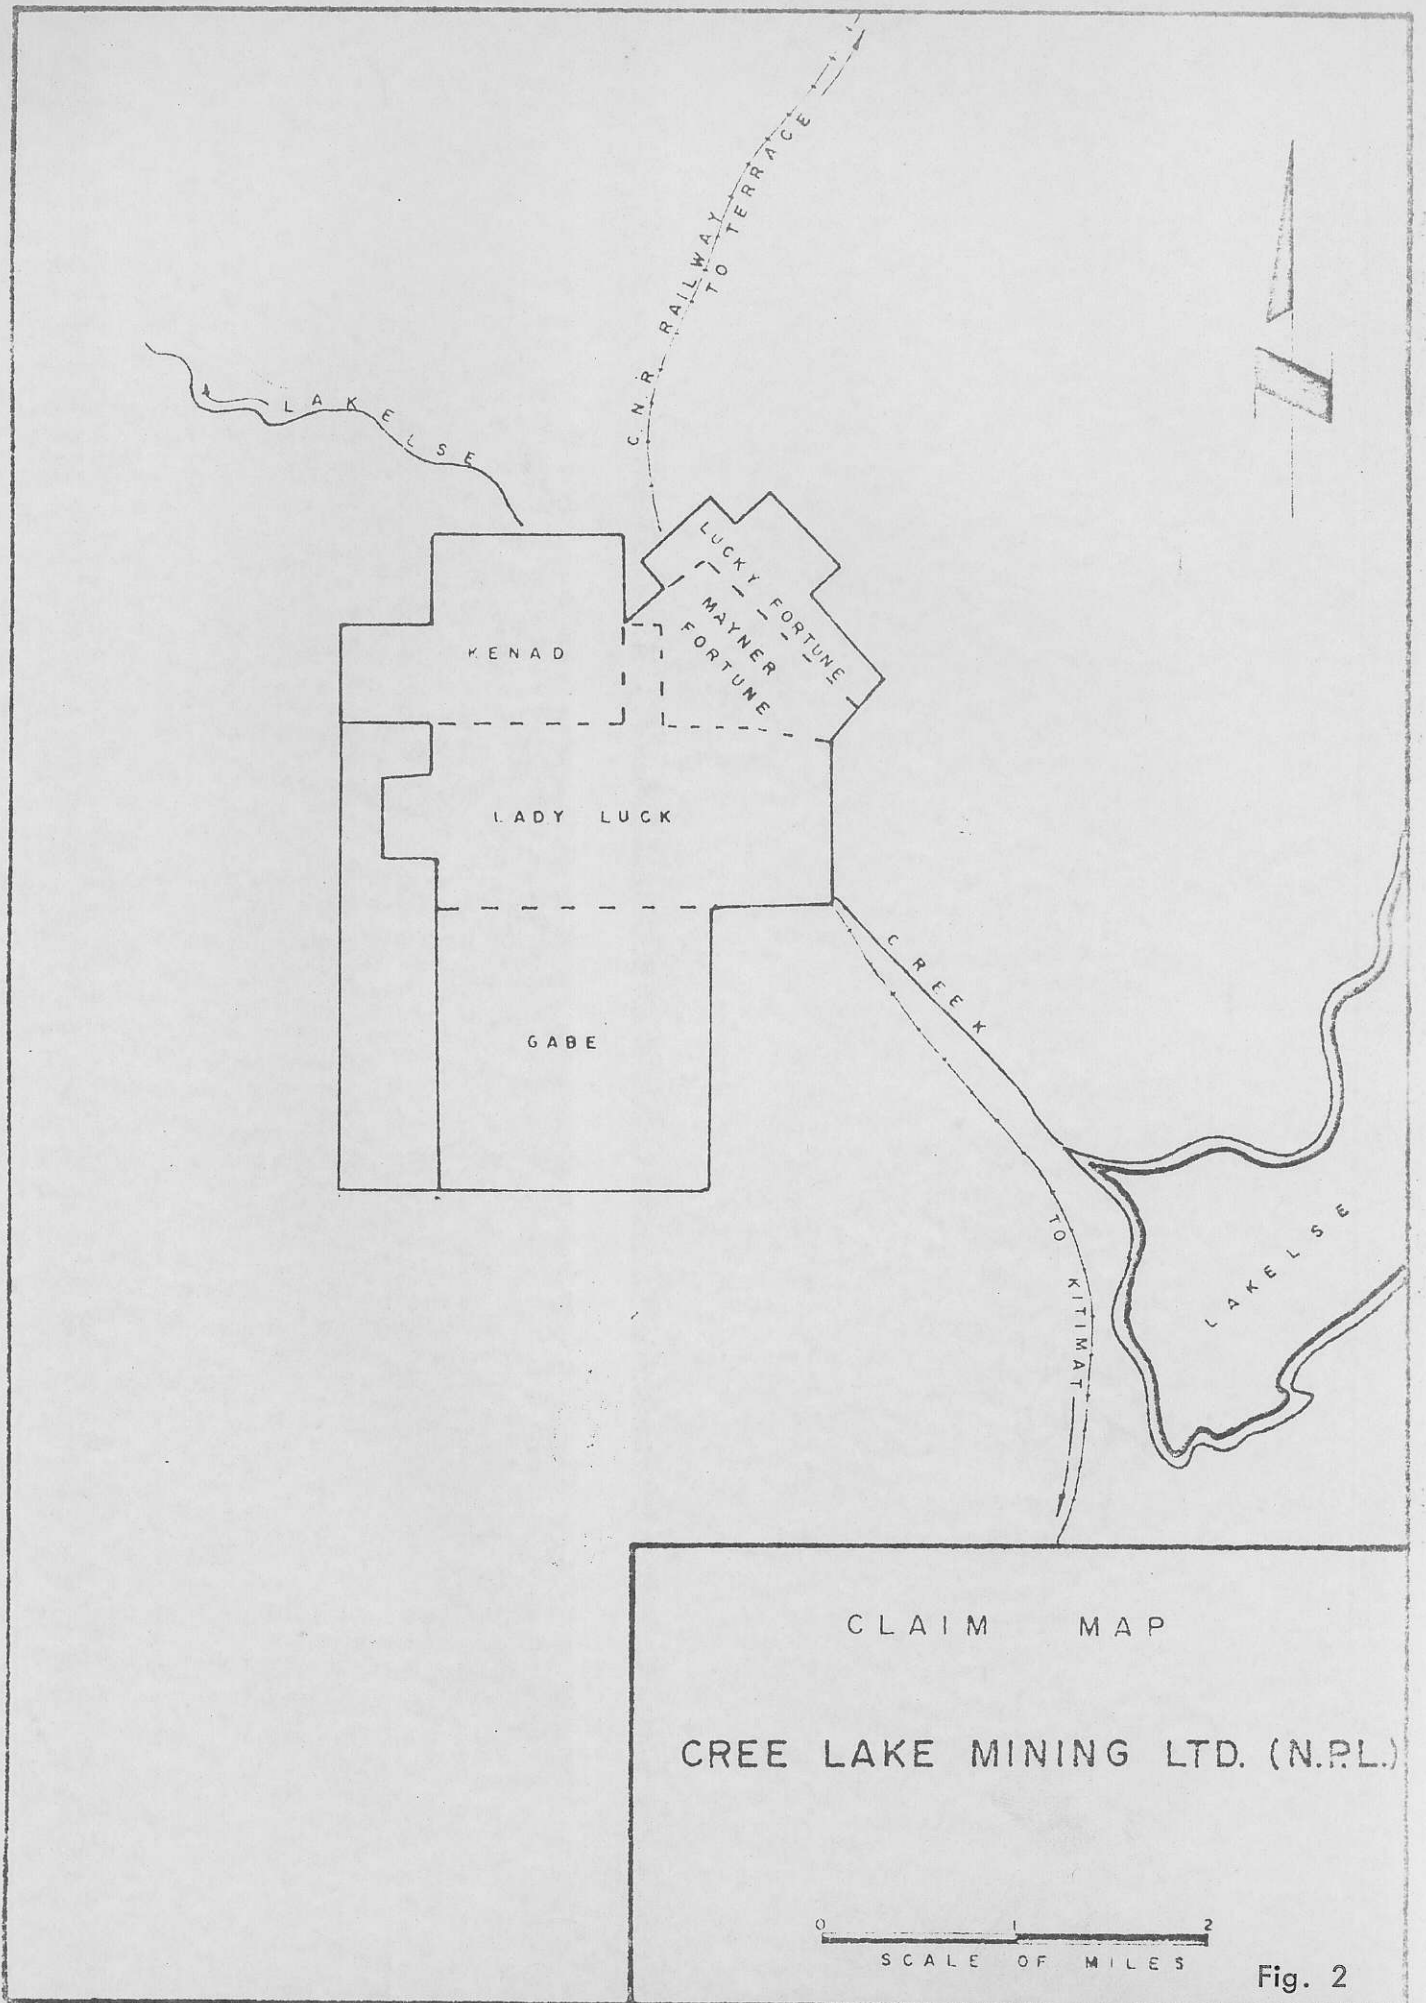 C.N.R. RAILWAY
TO TERRACE
LAKELSE
LUCKY FORTUNE
MAYNER
FORTUNE
KENAD
LADY LUCK
CREEK
GABE
LAKELSE
TO KITIMAT
CLAIM MAP
CREE LAKE MINING LTD. (N.P.L.)
0 1 2
SCALE OF MILES
Fig. 2